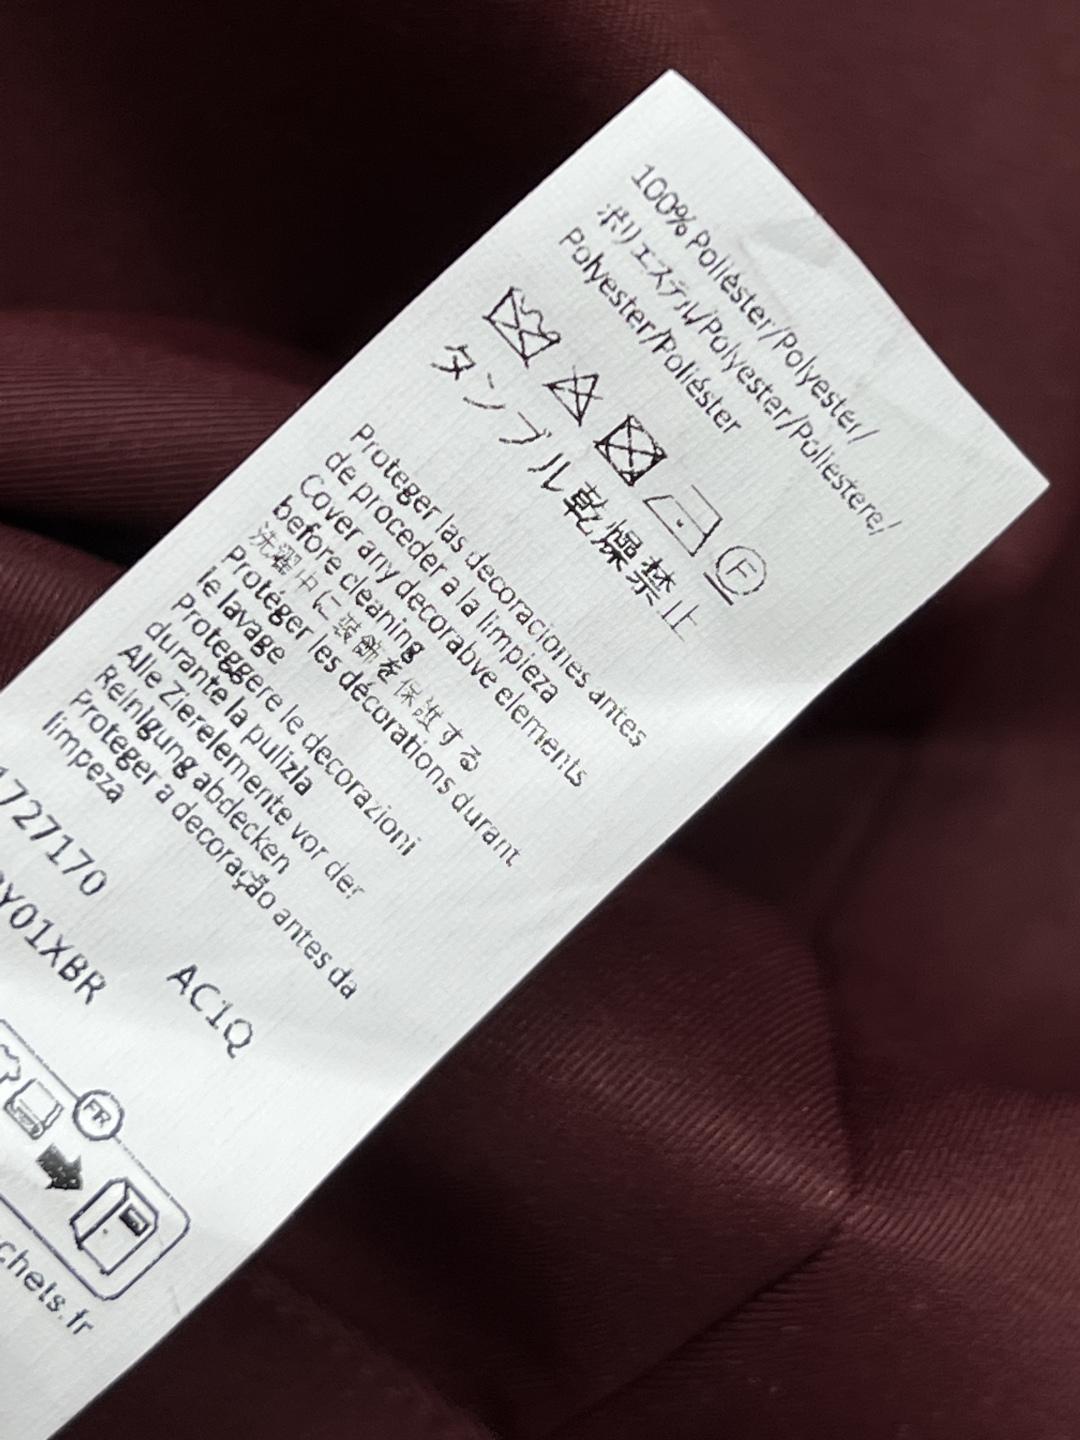 100% Poliéster/Polyester/
ポリエステル/Polyester/Poliestere/
Polyester/Poliéster
F
タンブル乾燥禁止
Proteger las decoraciones antes
de proceder a la limpieza
Cover any decorabve elements
before cleaning
洗濯中に装飾を保護する
Protéger les décorations durant
le lavage
Proteggere le decorazioni
durante la pulizla
Alle Zierelemente vor der
Reinlgung abdecken
Proteger a decoração antes da
limpeza
1727170
Y01XBR
AC1Q
FR
chets.fr